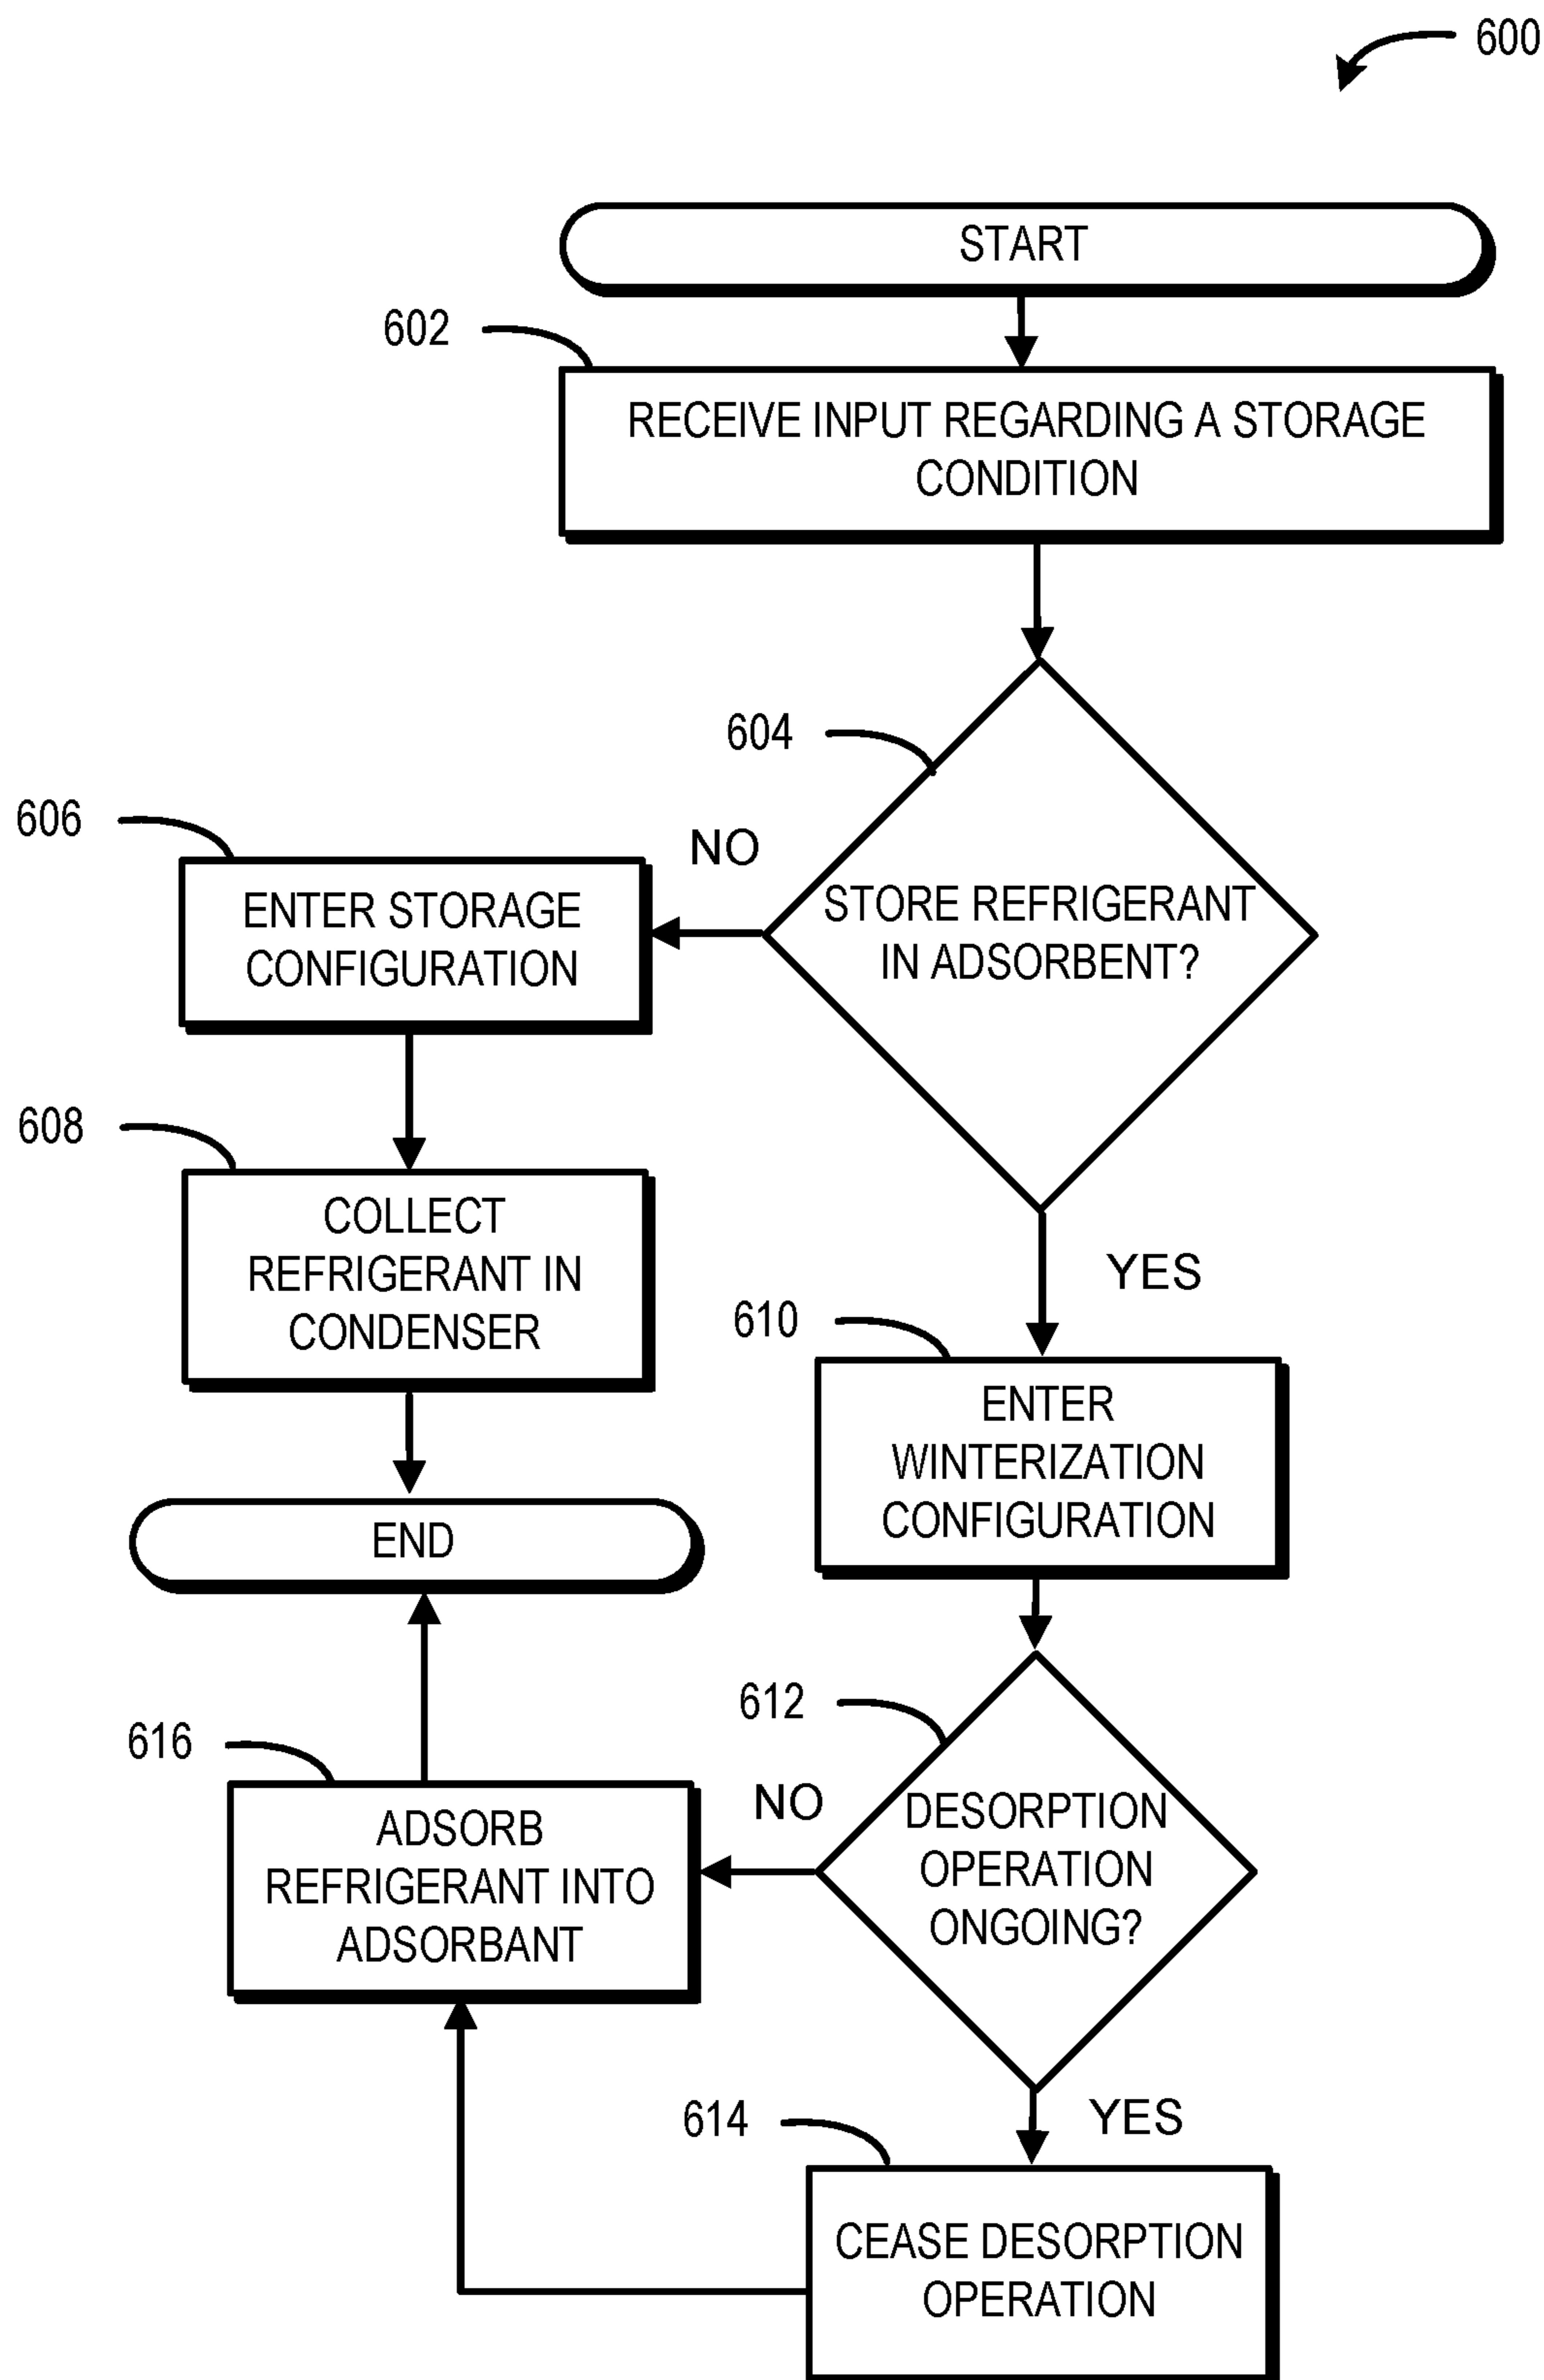 600
START
602
RECEIVE INPUT REGARDING A STORAGE
CONDITION
604
STORE REFRIGERANT
IN ADSORBENT?
NO
606
ENTER STORAGE
CONFIGURATION
608
COLLECT
REFRIGERANT IN
CONDENSER
END
YES
610
ENTER
WINTERIZATION
CONFIGURATION
612
DESORPTION
OPERATION
ONGOING?
NO
616
ADSORB
REFRIGERANT INTO
ADSORBANT
YES
614
CEASE DESORPTION
OPERATION